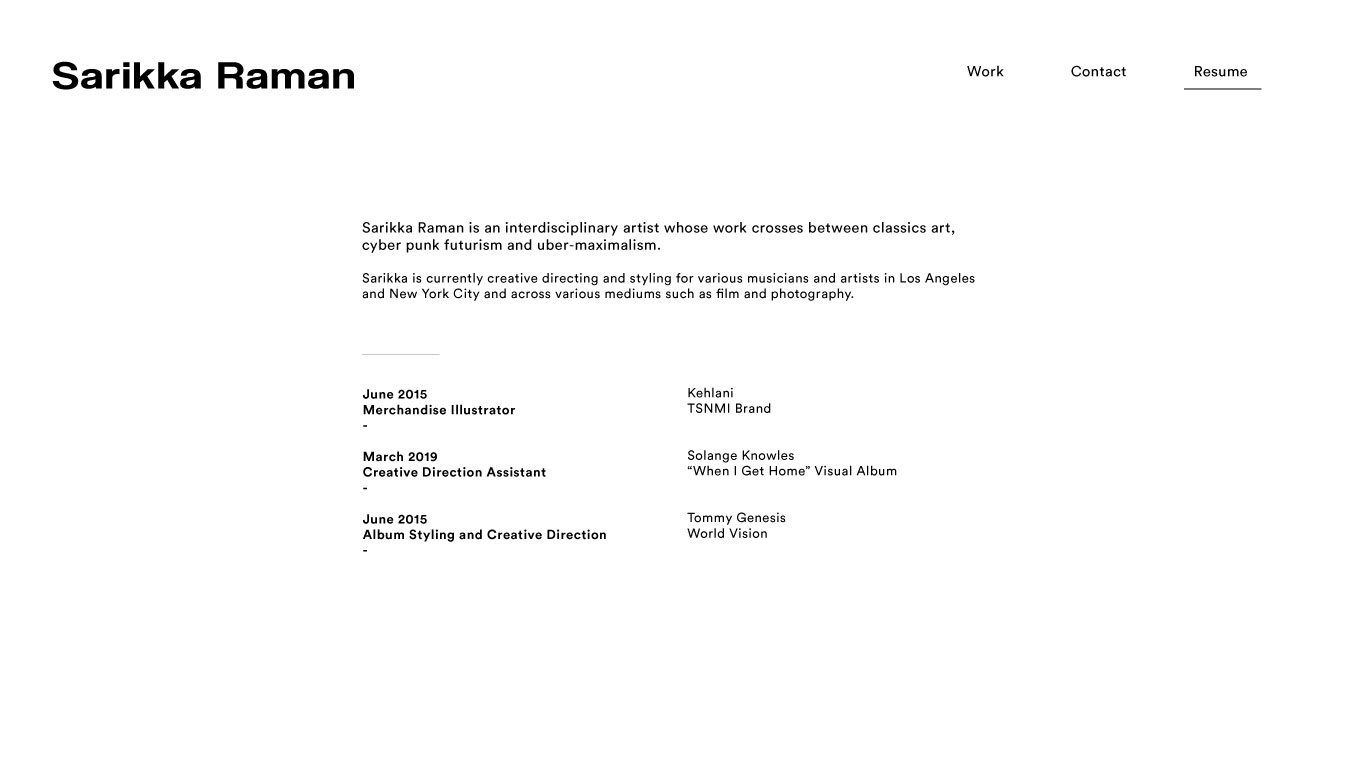 Sarikka Raman
Work
Contact
Resume
Sarikka Raman is an interdisciplinary artist whose work crosses between classics art,
cyber punk futurism and uber-maximalism.
Sarikka is currently creative directing and styling for various musicians and artists in Los Angeles
and New York City and across various mediums such as film and photography.
June 2015
Merchandise Illustrator
-
Kehlani
TSNMI Brand
March 2019
Creative Direction Assistant
-
Solange Knowles
“When I Get Home” Visual Album
June 2015
Album Styling and Creative Direction
-
Tommy Genesis
World Vision